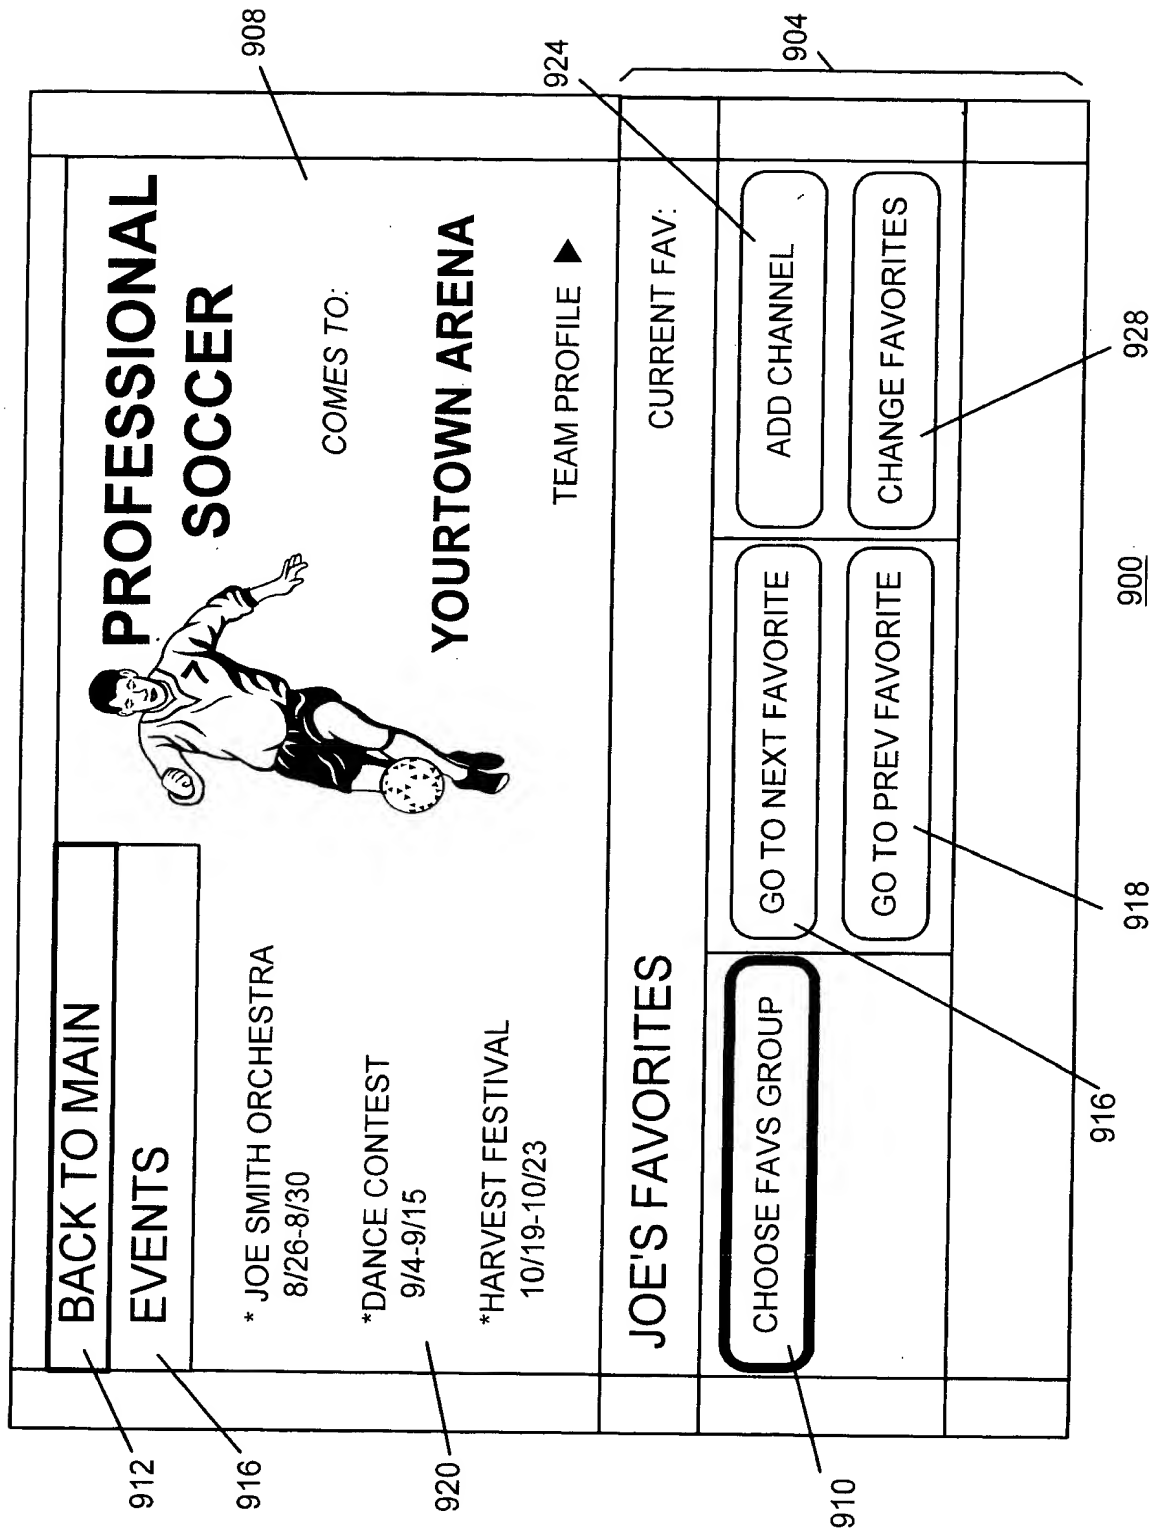 912
BACK TO MAIN
916
EVENTS
* JOE SMITH ORCHESTRA
8/26-8/30
*DANCE CONTEST
9/4-9/15
*HARVEST FESTIVAL
10/19-10/23
920
PROFESSIONAL
SOCCER
7
COMES TO:
YOURTOWN ARENA
TEAM PROFILE ▶
908
924
904
JOE'S FAVORITES
CURRENT FAV:
CHOOSE FAVS GROUP
GO TO NEXT FAVORITE
ADD CHANNEL
GO TO PREV FAVORITE
CHANGE FAVORITES
910
916
918
928
900